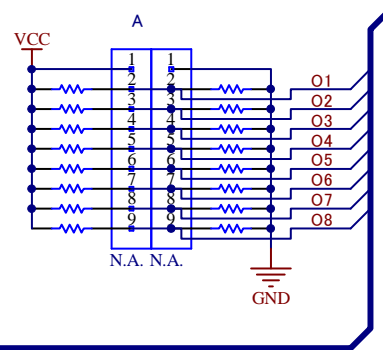 A
VCC
1 1
2 2
3 3
4 4
5 5
6 6
7 7
8 8
9 9
O1
O2
O3
O4
O5
O6
O7
O8
N.A. N.A.
GND